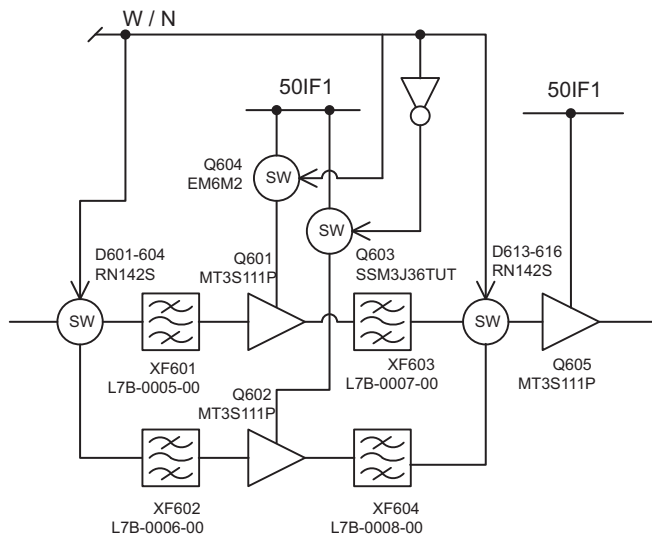 W / N
50IF1
50IF1
Q604
EM6M2
SW
SW
D601-604
RN142S
Q601
MT3S111P
Q603
SSM3J36TUT
D613-616
RN142S
SW
SW
XF601
L7B-0005-00
Q602
MT3S111P
XF603
L7B-0007-00
Q605
MT3S111P
XF602
L7B-0006-00
XF604
L7B-0008-00